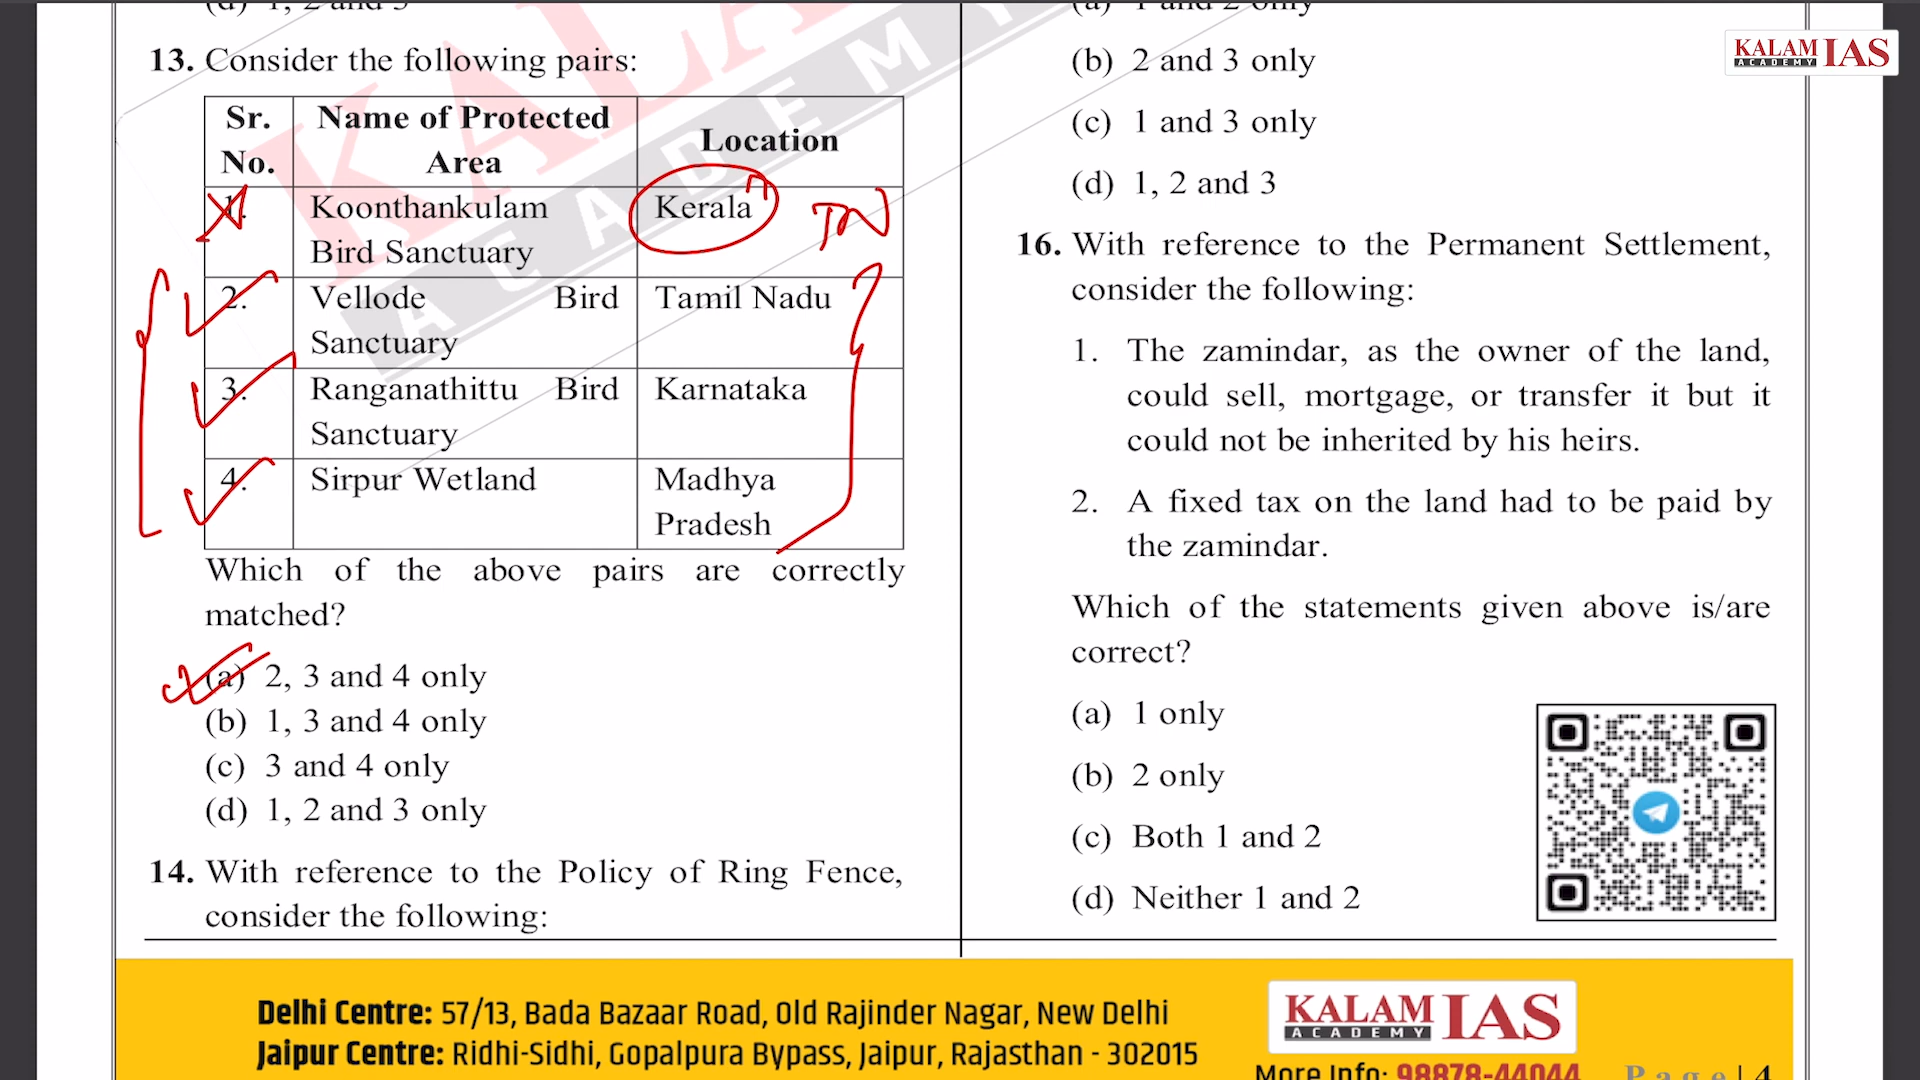 13. Consider the following pairs:
Sr. No.
Name of Protected Area
Location
1.
Koonthankulam Bird Sanctuary
Kerala
TN
2.
Vellode Bird Sanctuary
Tamil Nadu
3.
Ranganathittu Bird Sanctuary
Karnataka
4.
Sirpur Wetland
Madhya Pradesh
Which of the above pairs are correctly
matched?
(a) 2, 3 and 4 only
(b) 1, 3 and 4 only
(c) 3 and 4 only
(d) 1, 2 and 3 only
14. With reference to the Policy of Ring Fence,
consider the following:
(b) 2 and 3 only
(c) 1 and 3 only
(d) 1, 2 and 3
16. With reference to the Permanent Settlement,
consider the following:
1. The zamindar, as the owner of the land,
could sell, mortgage, or transfer it but it
could not be inherited by his heirs.
2. A fixed tax on the land had to be paid by
the zamindar.
Which of the statements given above is/are
correct?
(a) 1 only
(b) 2 only
(c) Both 1 and 2
(d) Neither 1 and 2
KALAM IAS
ACADEMY
Delhi Centre: 57/13, Bada Bazaar Road, Old Rajinder Nagar, New Delhi
Jaipur Centre: Ridhi-Sidhi, Gopalpura Bypass, Jaipur, Rajasthan - 302015
KALAM IAS
ACADEMY
More Info: 98878-44044
Page | 4